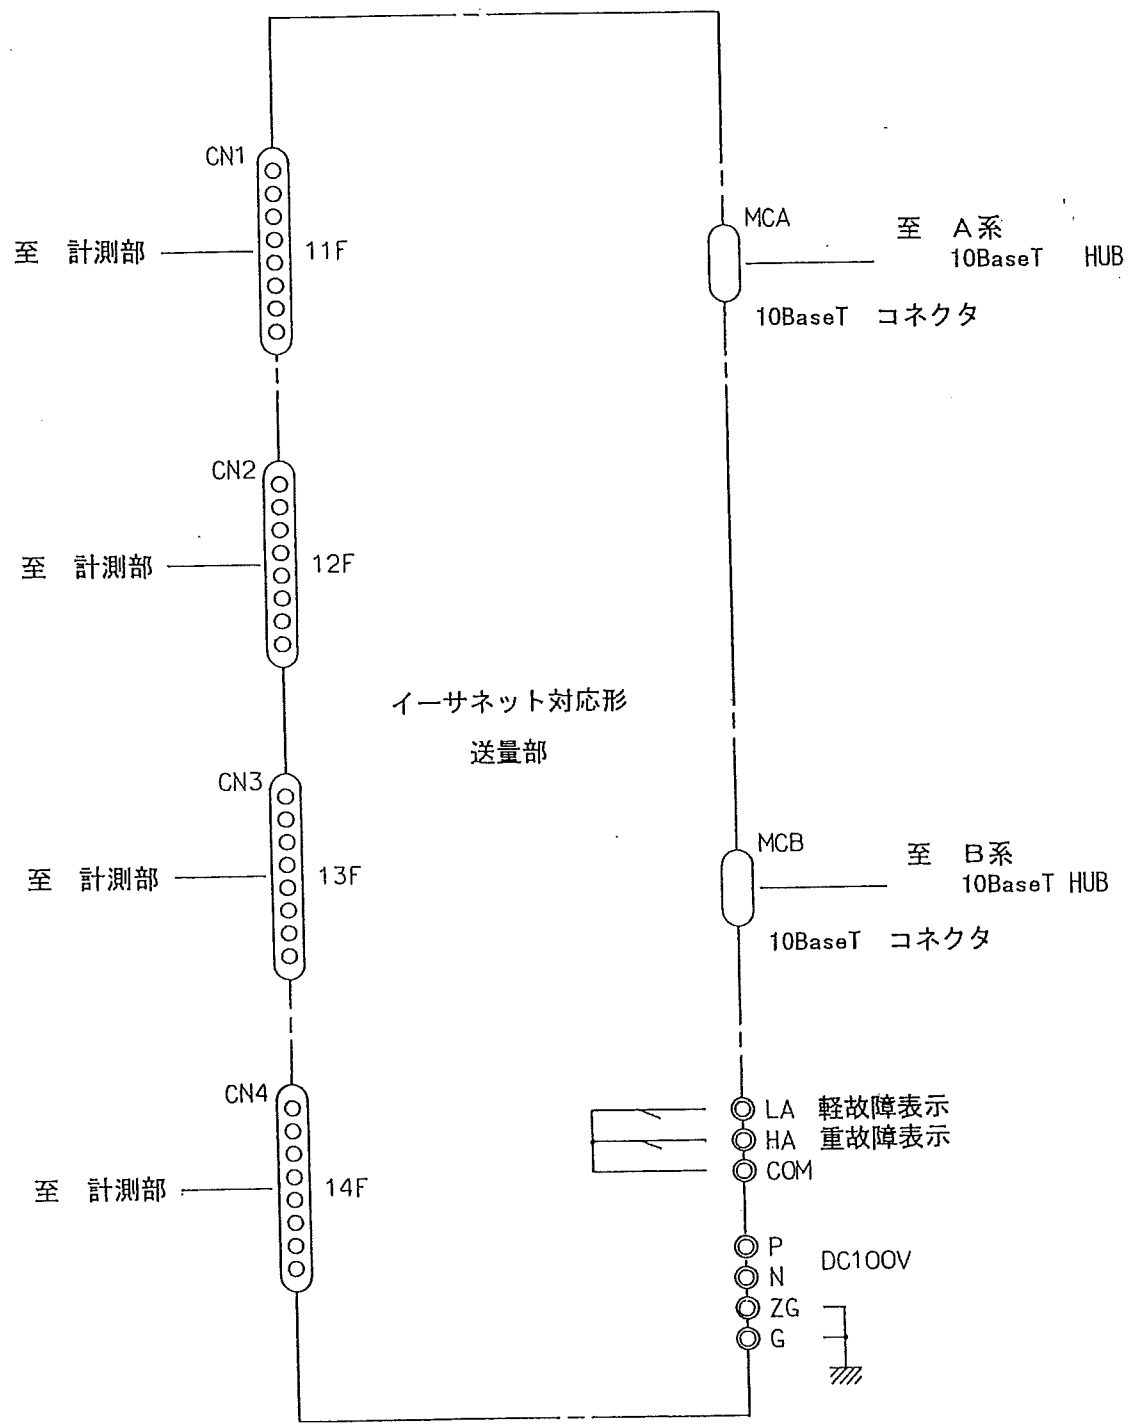 CN1
至 計測部
11F
CN2
至 計測部
12F
イーサネット対応形
送量部
CN3
至 計測部
13F
CN4
至 計測部
14F
MCA
至 A系
10BaseT HUB
10BaseT コネクタ
MCB
至 B系
10BaseT HUB
10BaseT コネクタ
LA 軽故障表示
HA 重故障表示
COM
P
DC100V
N
ZG
G